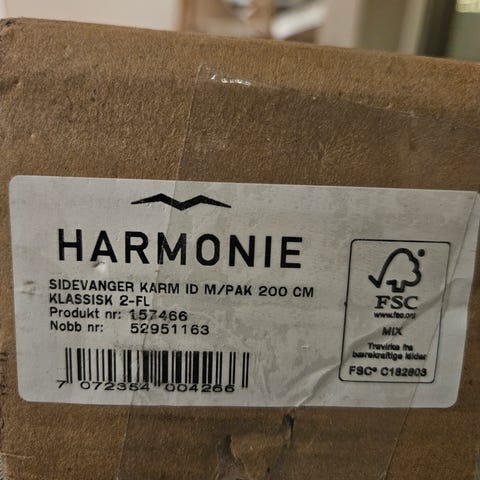 HARMONIE
SIDEVANGER KARM ID M/PAK 200 CM
KLASSISK 2-FL
Produkt nr: 157466
Nobb nr: 52951163
7 072354 004266
FSC
www.fsc.org
MIX
Trevirke fra
bærekraftige kilder
FSC® C182803